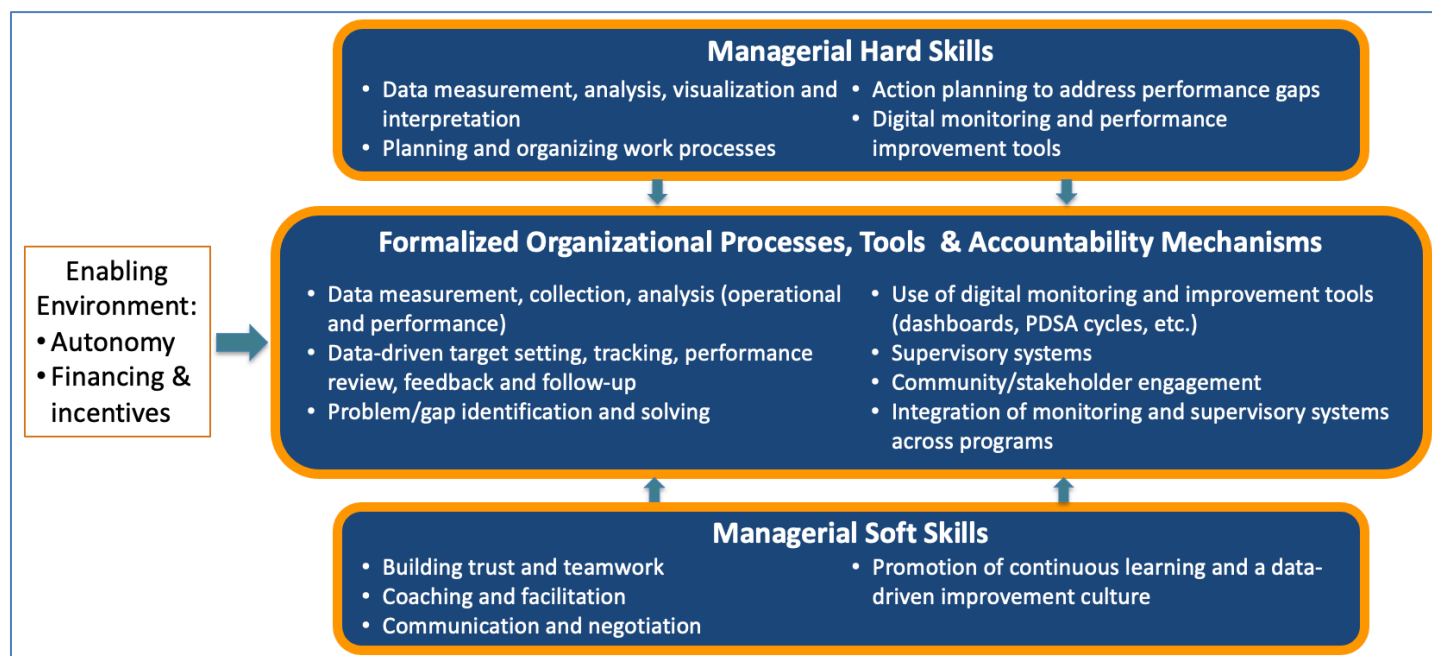 Managerial Hard Skills
• Data measurement, analysis, visualization and
interpretation
• Planning and organizing work processes
• Action planning to address performance gaps
• Digital monitoring and performance
improvement tools
Enabling
Environment:
• Autonomy
• Financing &
incentives
Formalized Organizational Processes, Tools & Accountability Mechanisms
• Data measurement, collection, analysis (operational
and performance)
• Data-driven target setting, tracking, performance
review, feedback and follow-up
• Problem/gap identification and solving
• Use of digital monitoring and improvement tools
(dashboards, PDSA cycles, etc.)
• Supervisory systems
• Community/stakeholder engagement
• Integration of monitoring and supervisory systems
across programs
Managerial Soft Skills
• Building trust and teamwork
• Coaching and facilitation
• Communication and negotiation
• Promotion of continuous learning and a data-
driven improvement culture